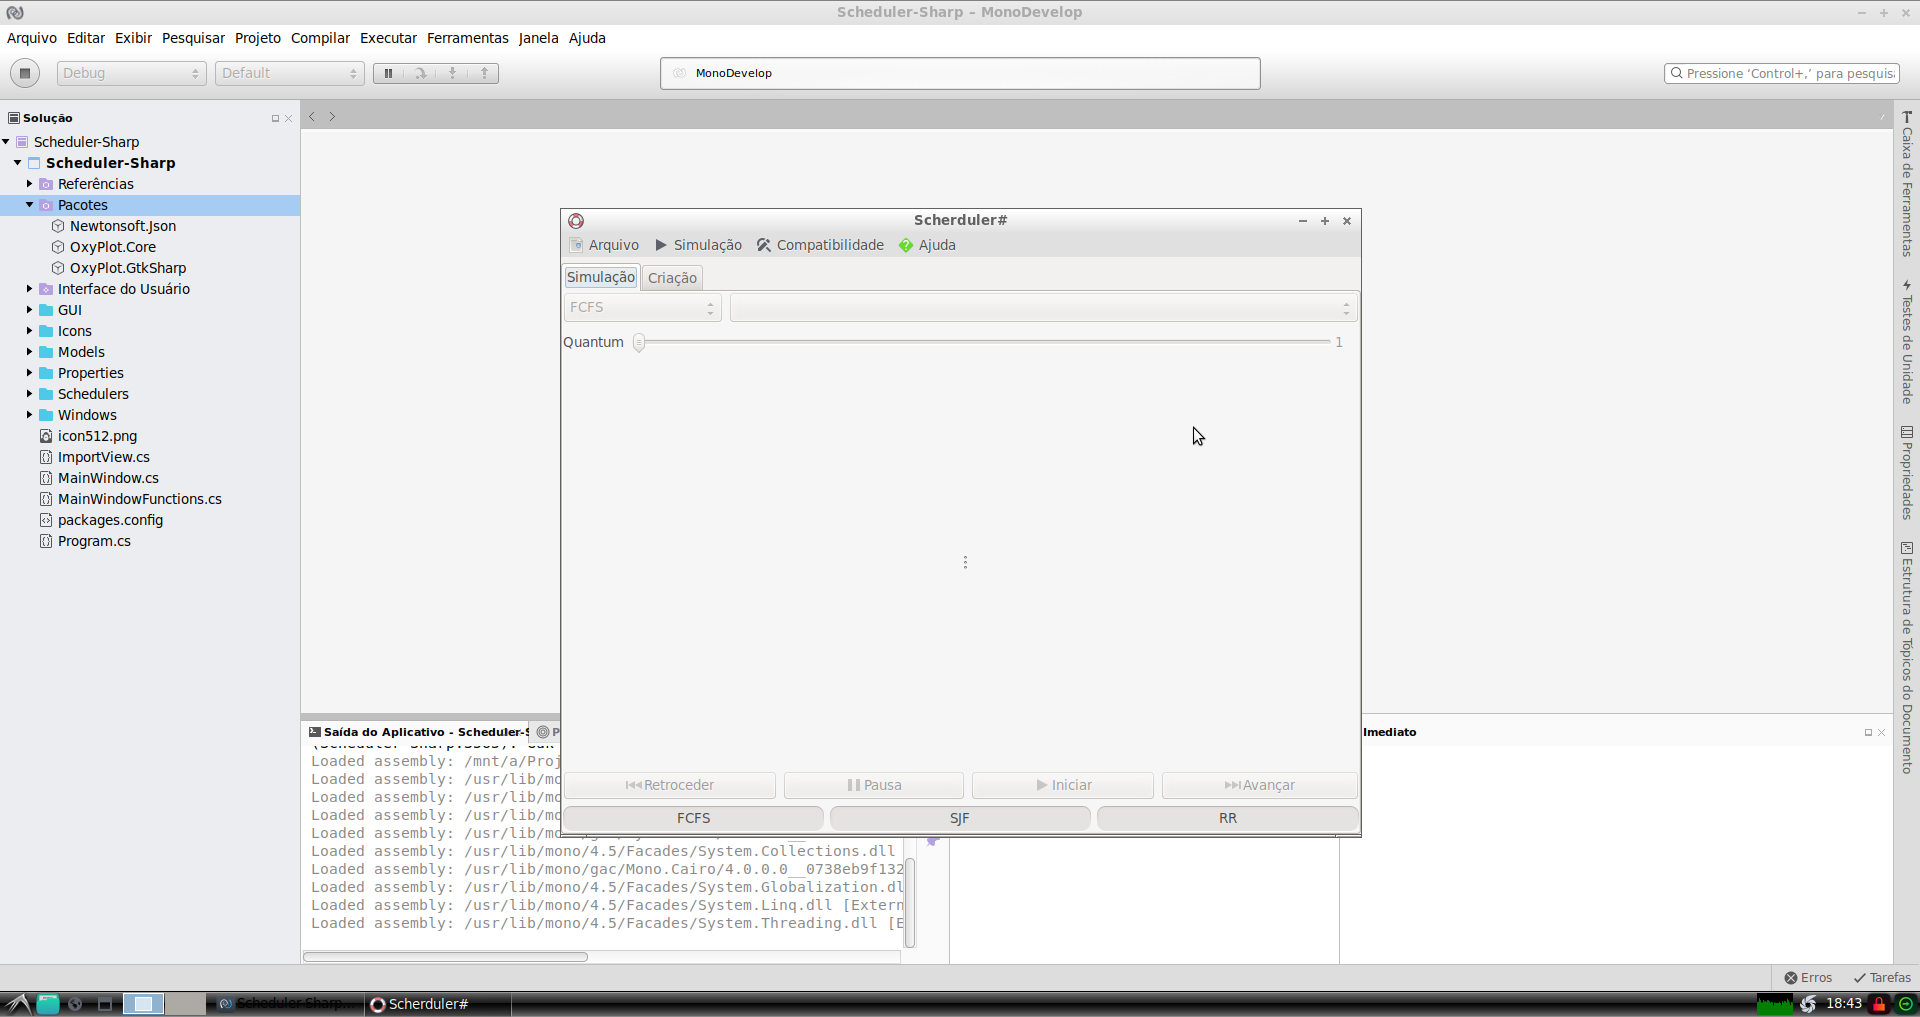 Scheduler-Sharp – MonoDevelop
Arquivo Editar Exibir Pesquisar Projeto Compilar Executar Ferramentas Janela Ajuda
Debug Default MonoDevelop Pressione ‘Control+,’ para pesquisa
Solução
Scheduler-Sharp
Scheduler-Sharp
Referências
Pacotes
Newtonsoft.Json
OxyPlot.Core
OxyPlot.GtkSharp
Interface do Usuário
GUI
Icons
Models
Properties
Schedulers
Windows
icon512.png
ImportView.cs
MainWindow.cs
MainWindowFunctions.cs
packages.config
Program.cs
Scherduler#
Arquivo Simulação Compatibilidade Ajuda
Simulação Criação
FCFS
Quantum 1
Retroceder Pausa Iniciar Avançar
FCFS SJF RR
Caixa de Ferramentas
Testes de Unidade
Propriedades
Estrutura de Tópicos do Documento
Saída do Aplicativo - Scheduler-S P
Imediato
Loaded assembly: /mnt/a/Proj
Loaded assembly: /usr/lib/mo
Loaded assembly: /usr/lib/mo
Loaded assembly: /usr/lib/mo
Loaded assembly: /usr/lib/mo
Loaded assembly: /usr/lib/mono/4.5/Facades/System.Collections.dll
Loaded assembly: /usr/lib/mono/gac/Mono.Cairo/4.0.0.0__0738eb9f132
Loaded assembly: /usr/lib/mono/4.5/Facades/System.Globalization.dl
Loaded assembly: /usr/lib/mono/4.5/Facades/System.Linq.dll [Extern
Loaded assembly: /usr/lib/mono/4.5/Facades/System.Threading.dll [E
Erros Tarefas
Scheduler-Sharp... Scherduler# 18:43